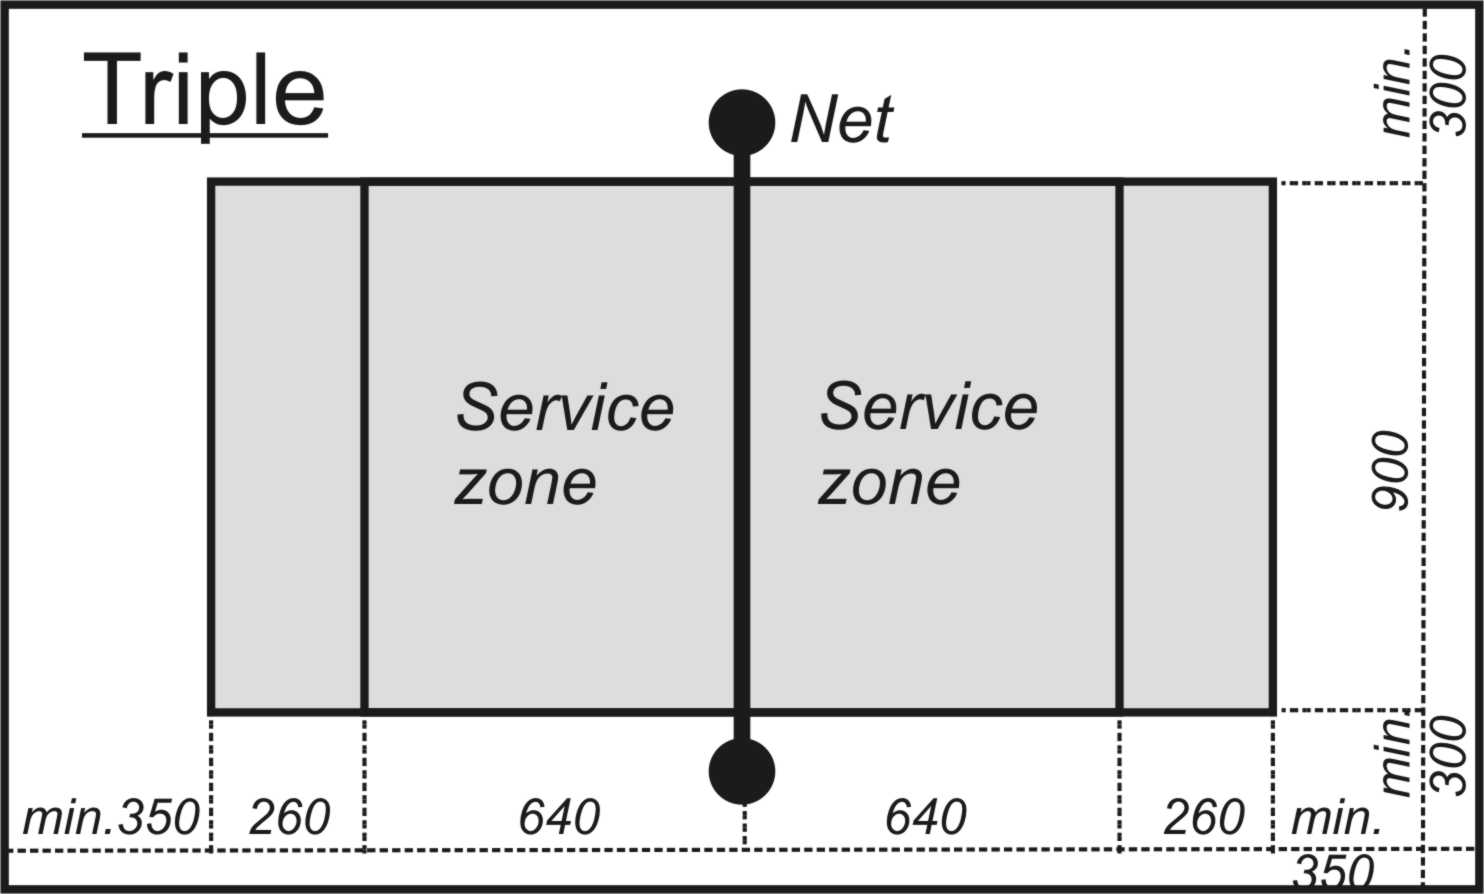 Triple
Net
min.
300
Service
zone
Service
zone
900
min.
300
min.350
260
640
640
260
min.
350